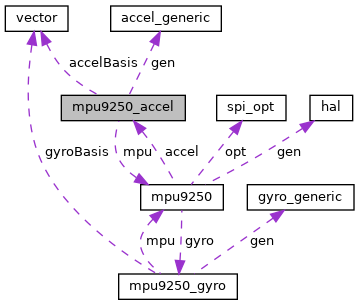 vector
accel_generic
accelBasis
gen
mpu9250_accel
spi_opt
hal
gyroBasis
mpu
accel
opt
gen
mpu9250
gyro_generic
mpu
gyro
gen
mpu9250_gyro